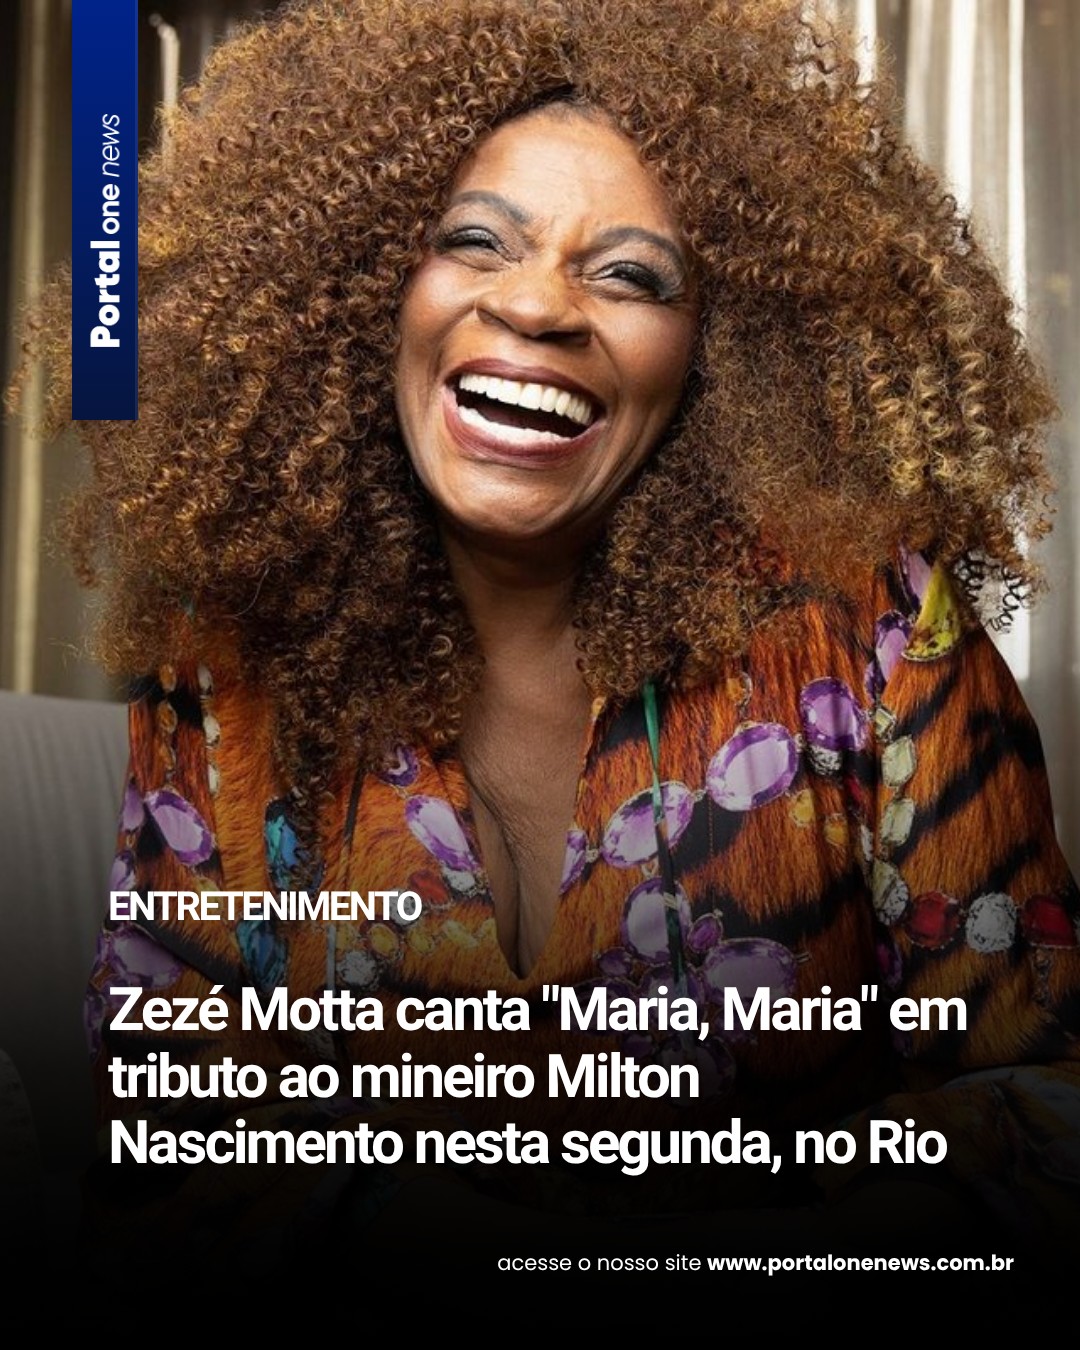 Portal one news
ENTRETENIMENTO
Zezé Motta canta "Maria, Maria" em
tributo ao mineiro Milton
Nascimento nesta segunda, no Rio
acesse o nosso site www.portalonenews.com.br